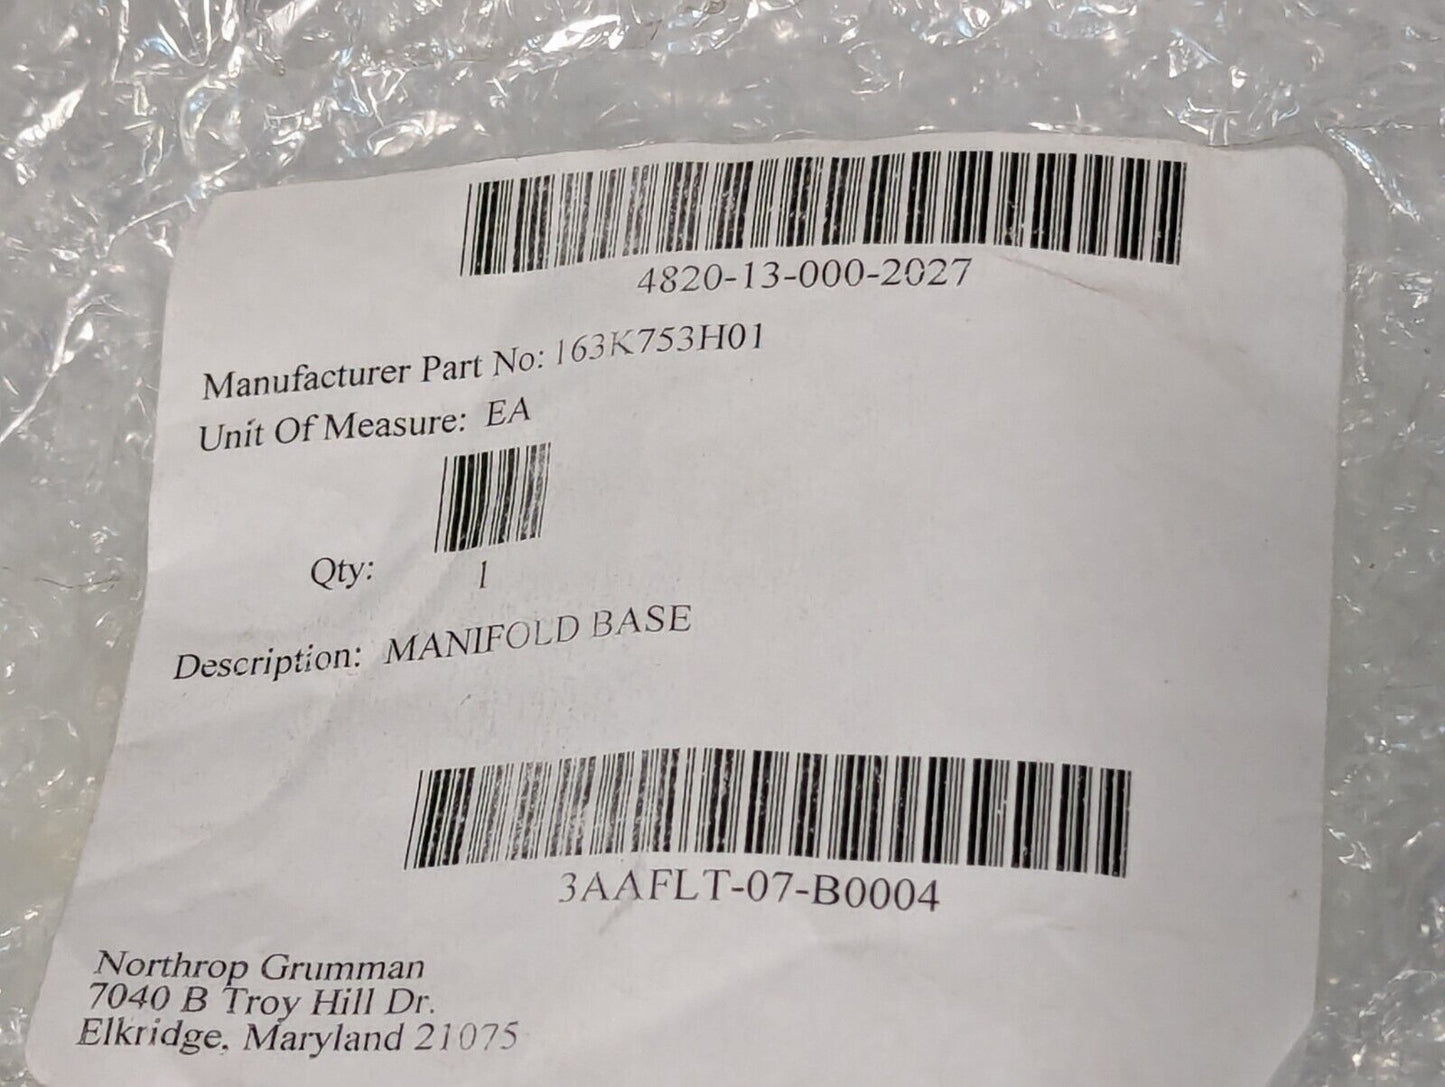 4820-13-000-2027
Manufacturer Part No: 163K753H01
Unit Of Measure: EA
Qty: 1
Description: MANIFOLD BASE
3AAFLT-07-B0004
Northrop Grumman
7040 B Troy Hill Dr.
Elkridge, Maryland 21075